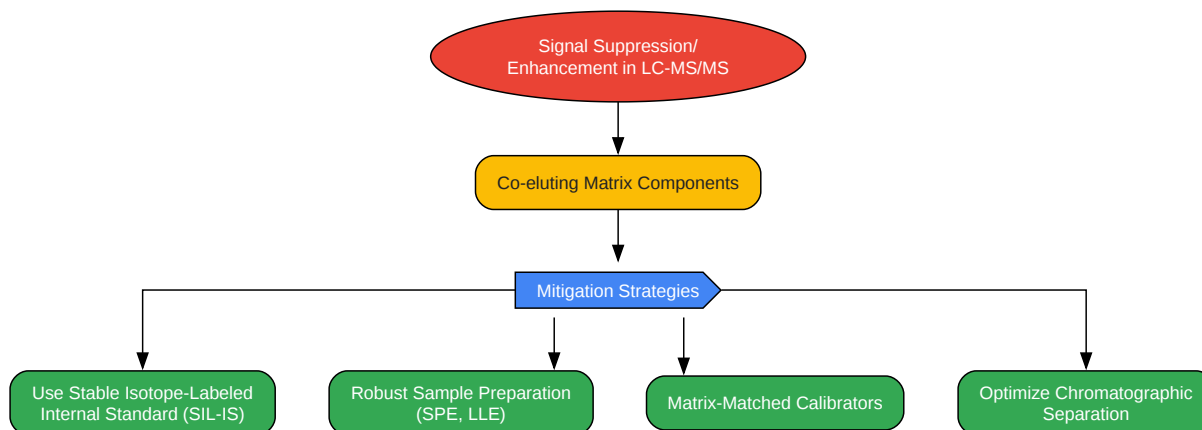 Signal Suppression/
Enhancement in LC-MS/MS
Co-eluting Matrix Components
Mitigation Strategies
Use Stable Isotope-Labeled
Internal Standard (SIL-IS)
Robust Sample Preparation
(SPE, LLE)
Matrix-Matched Calibrators
Optimize Chromatographic
Separation